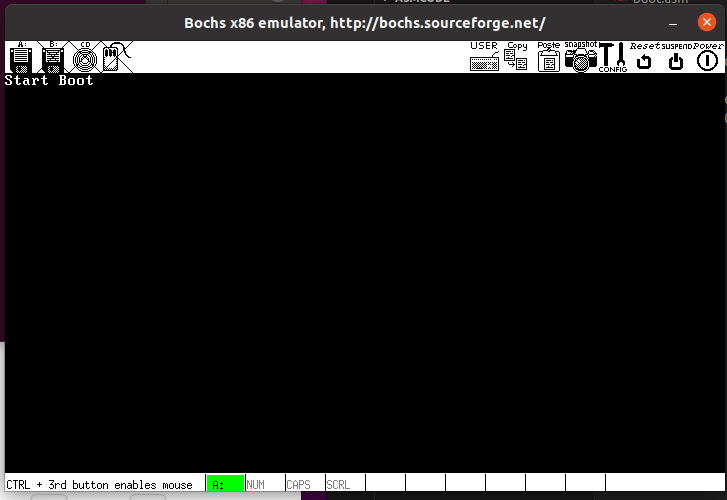 Bochs x86 emulator, http://bochs.sourceforge.net/
A: B: CD USER Copy Paste snapshot CONFIG Reset SUSPEND Power
Start Boot
CTRL + 3rd button enables mouse A: NUM CAPS SCRL